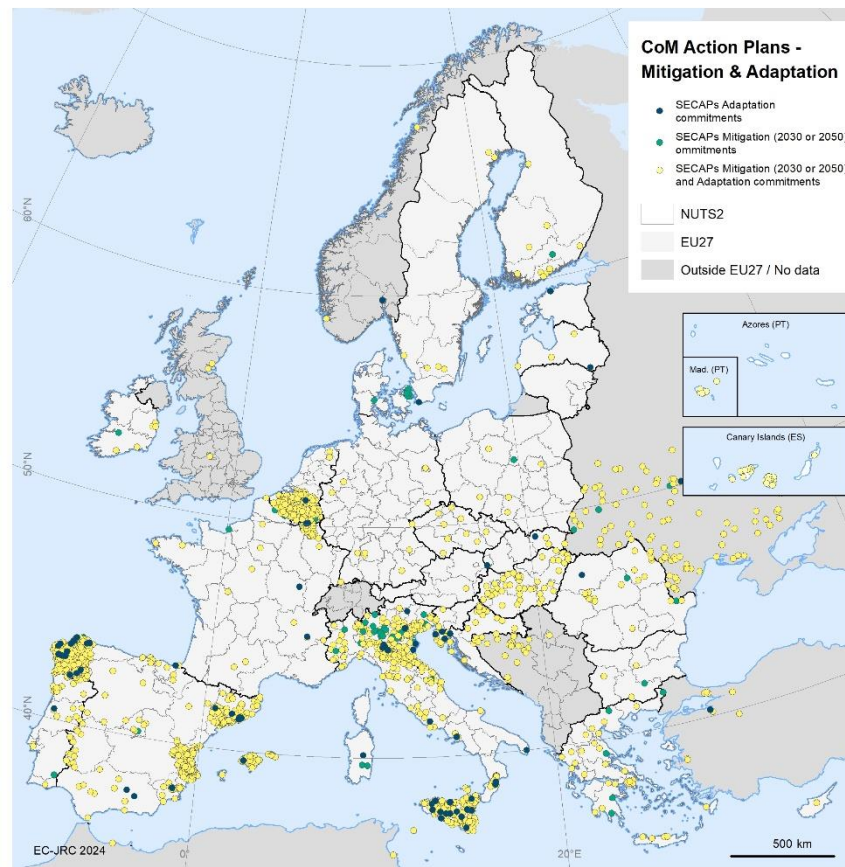 CoM Action Plans -
Mitigation & Adaptation
SECAPs Adaptation
commitments
SECAPs Mitigation (2030 or 2050)
ommitments
SECAPs Mitigation (2030 or 2050)
and Adaptation commitments
NUTS2
EU27
Outside EU27 / No data
60°N
Azores (PT)
Mad. (PT)
Canary Islands (ES)
50°N
40°N
EC-JRC 2024
0°
20°E
500 km